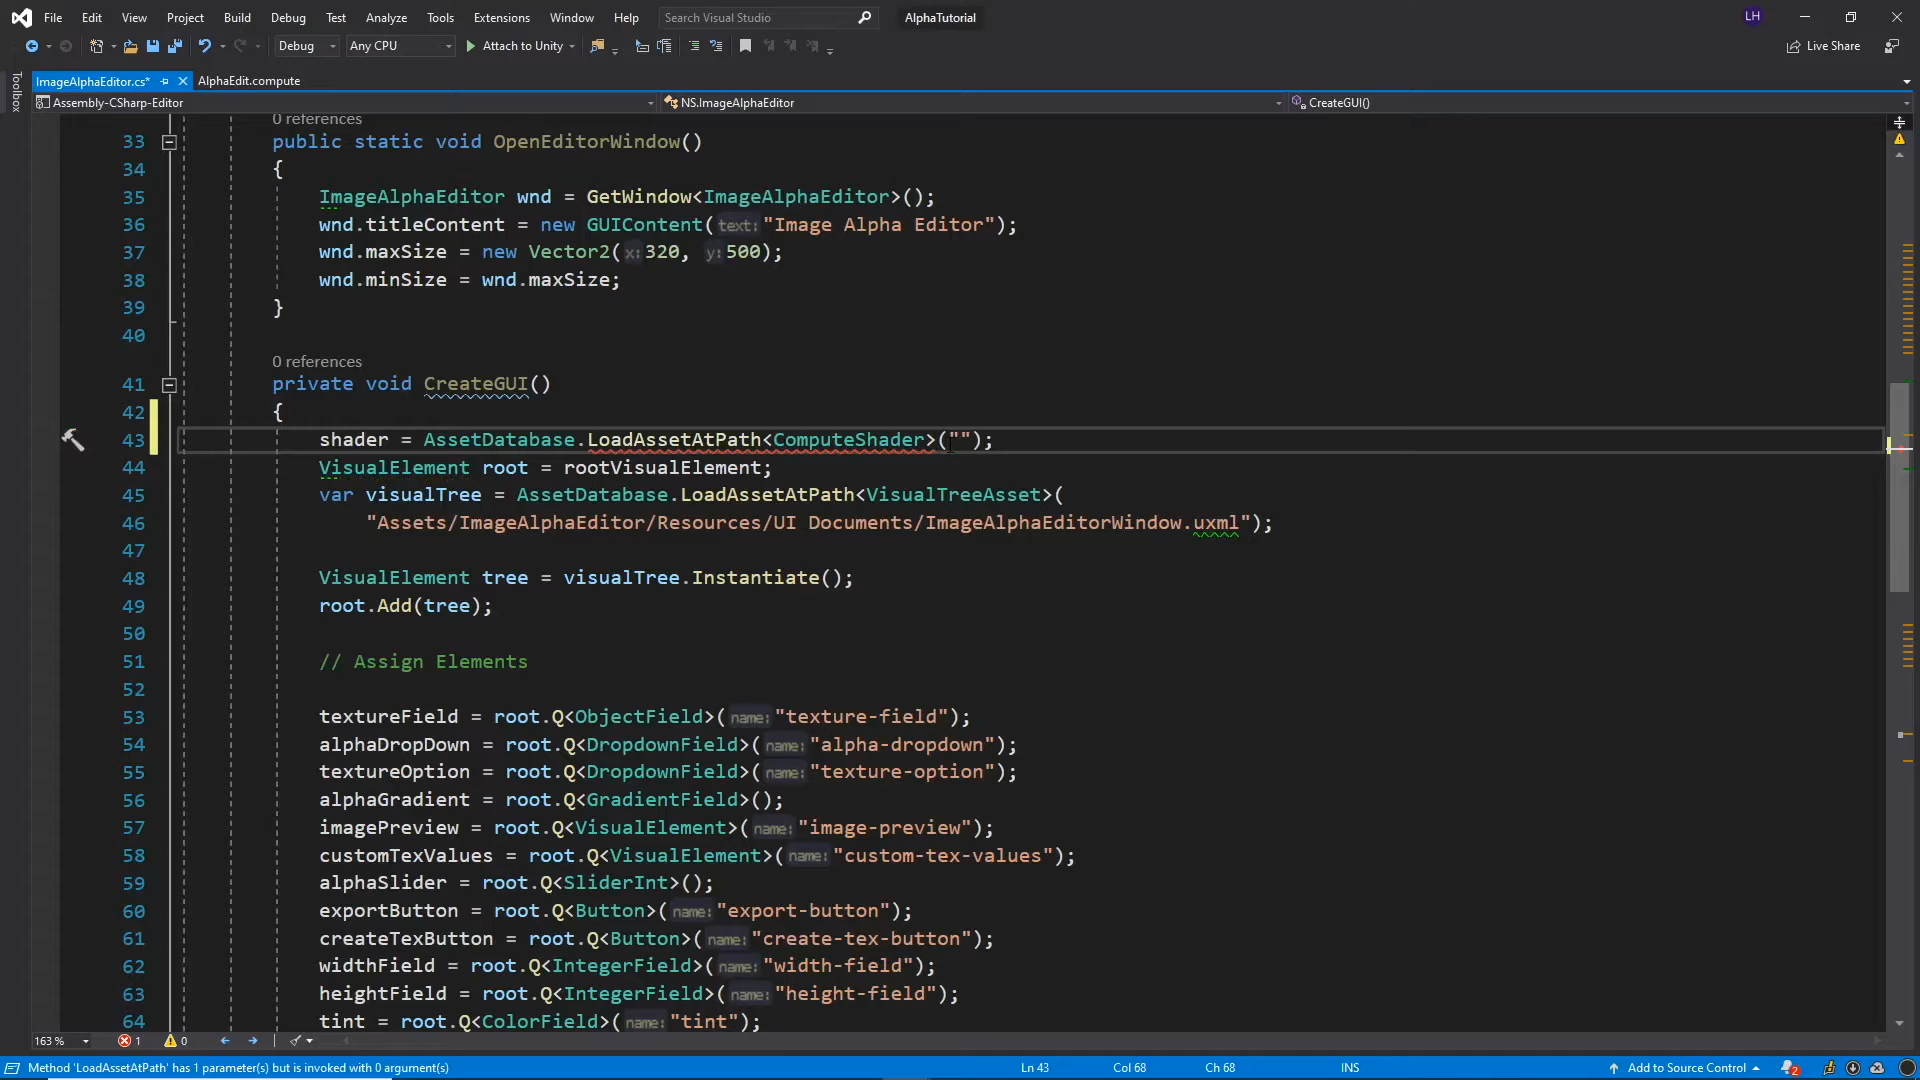 File Edit View Project Build Debug Test Analyze Tools Extensions Window Help Search Visual Studio AlphaTutorial LH
Debug Any CPU Attach to Unity Live Share
Toolbox
ImageAlphaEditor.cs* AlphaEdit.compute
Assembly-CSharp-Editor NS.ImageAlphaEditor CreateGUI()
0 references
33 public static void OpenEditorWindow()
34 {
35 ImageAlphaEditor wnd = GetWindow<ImageAlphaEditor>();
36 wnd.titleContent = new GUIContent(text:"Image Alpha Editor");
37 wnd.maxSize = new Vector2(x:320, y:500);
38 wnd.minSize = wnd.maxSize;
39 }
40
0 references
41 private void CreateGUI()
42 {
43 shader = AssetDatabase.LoadAssetAtPath<ComputeShader>("");
44 VisualElement root = rootVisualElement;
45 var visualTree = AssetDatabase.LoadAssetAtPath<VisualTreeAsset>(
46 "Assets/ImageAlphaEditor/Resources/UI Documents/ImageAlphaEditorWindow.uxml");
47
48 VisualElement tree = visualTree.Instantiate();
49 root.Add(tree);
50
51 // Assign Elements
52
53 textureField = root.Q<ObjectField>(name:"texture-field");
54 alphaDropDown = root.Q<DropdownField>(name:"alpha-dropdown");
55 textureOption = root.Q<DropdownField>(name:"texture-option");
56 alphaGradient = root.Q<GradientField>();
57 imagePreview = root.Q<VisualElement>(name:"image-preview");
58 customTexValues = root.Q<VisualElement>(name:"custom-tex-values");
59 alphaSlider = root.Q<SliderInt>();
60 exportButton = root.Q<Button>(name:"export-button");
61 createTexButton = root.Q<Button>(name:"create-tex-button");
62 widthField = root.Q<IntegerField>(name:"width-field");
63 heightField = root.Q<IntegerField>(name:"height-field");
64 tint = root.Q<ColorField>(name:"tint");
163 % 1 0
Method 'LoadAssetAtPath' has 1 parameter(s) but is invoked with 0 argument(s) Ln 43 Col 68 Ch 68 INS Add to Source Control 2